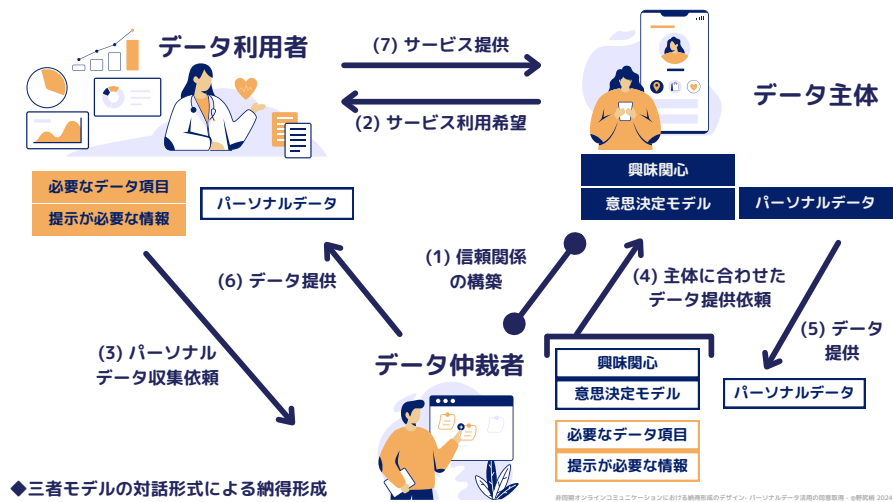 データ利用者
(7) サービス提供
(2) サービス利用希望
データ主体
必要なデータ項目
提示が必要な情報
パーソナルデータ
興味関心
意思決定モデル
パーソナルデータ
(1) 信頼関係
の構築
(6) データ提供
(4) 主体に合わせた
データ提供依頼
(5) データ
提供
(3) パーソナル
データ収集依頼
データ仲裁者
興味関心
意思決定モデル
パーソナルデータ
必要なデータ項目
提示が必要な情報
◆三者モデルの対話形式による納得形成